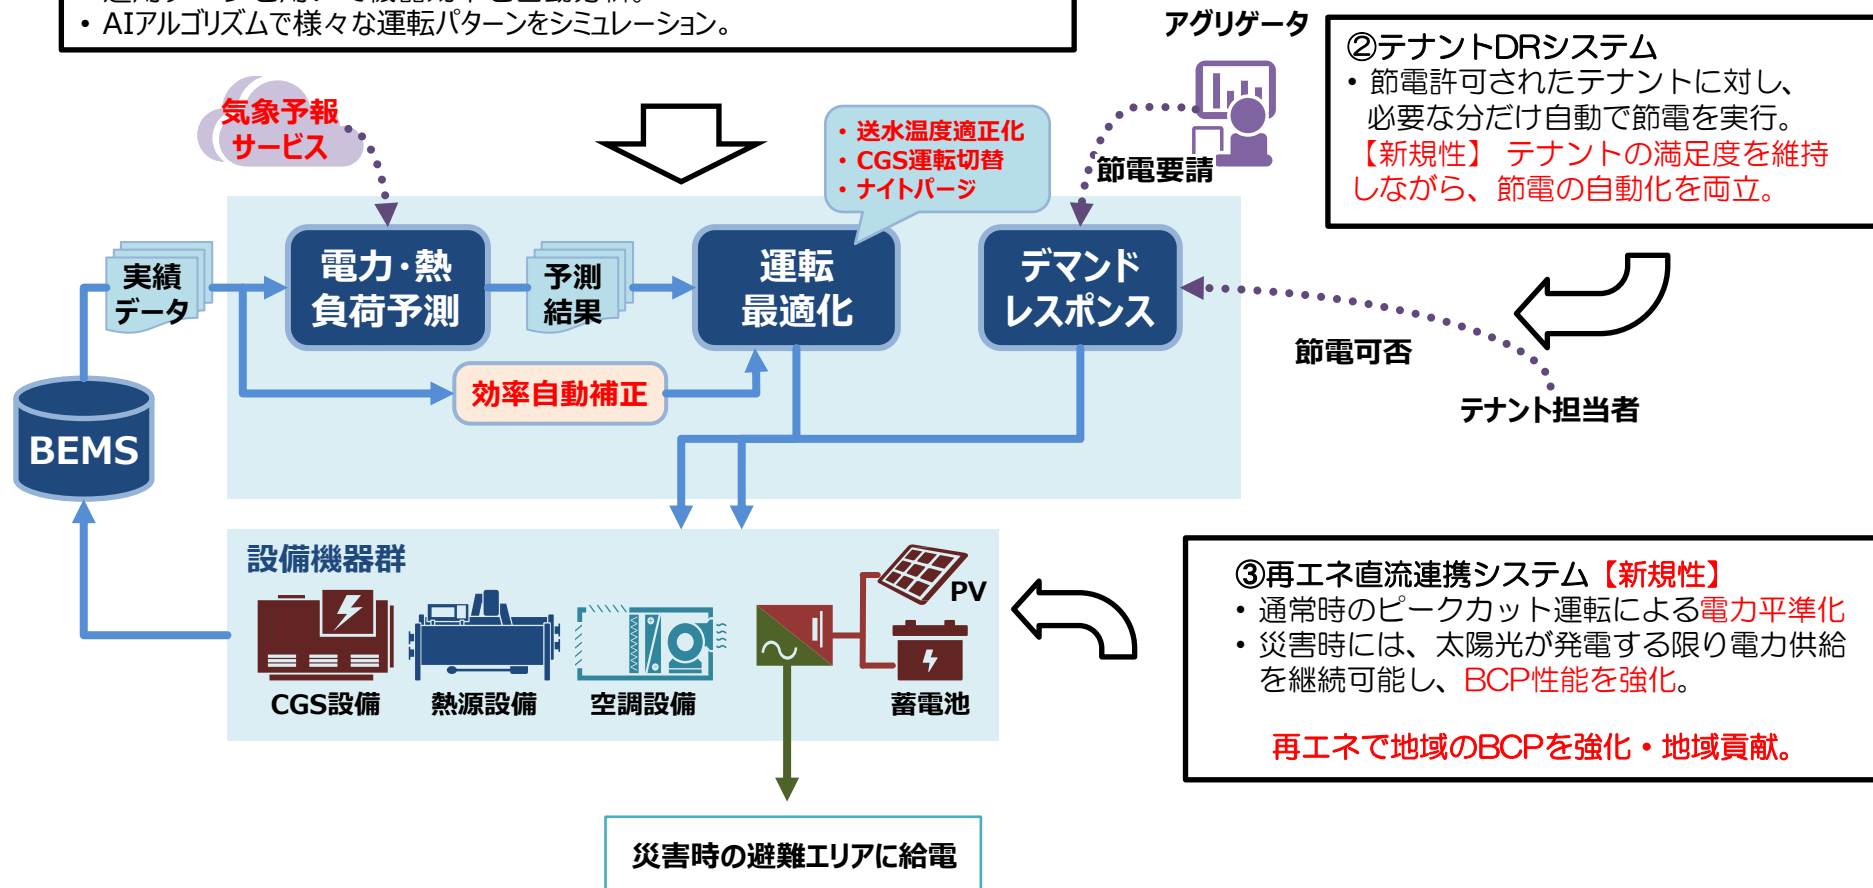 • AIアルゴリズムで様々な運転パターンをシミュレーション。
アグリゲータ
②テナントDRシステム
• 節電許可されたテナントに対し、
必要な分だけ自動で節電を実行。
【新規性】 テナントの満足度を維持
しながら、節電の自動化を両立。
気象予報
サービス
• 送水温度適正化
• CGS運転切替
• ナイトパージ
節電要請
実績
データ
電力・熱
負荷予測
予測
結果
運転
最適化
デマンド
レスポンス
節電可否
効率自動補正
テナント担当者
BEMS
設備機器群
PV
CGS設備
熱源設備
空調設備
蓄電池
③再エネ直流連携システム【新規性】
• 通常時のピークカット運転による電力平準化
• 災害時には、太陽光が発電する限り電力供給
を継続可能し、BCP性能を強化。
再エネで地域のBCPを強化・地域貢献。
災害時の避難エリアに給電